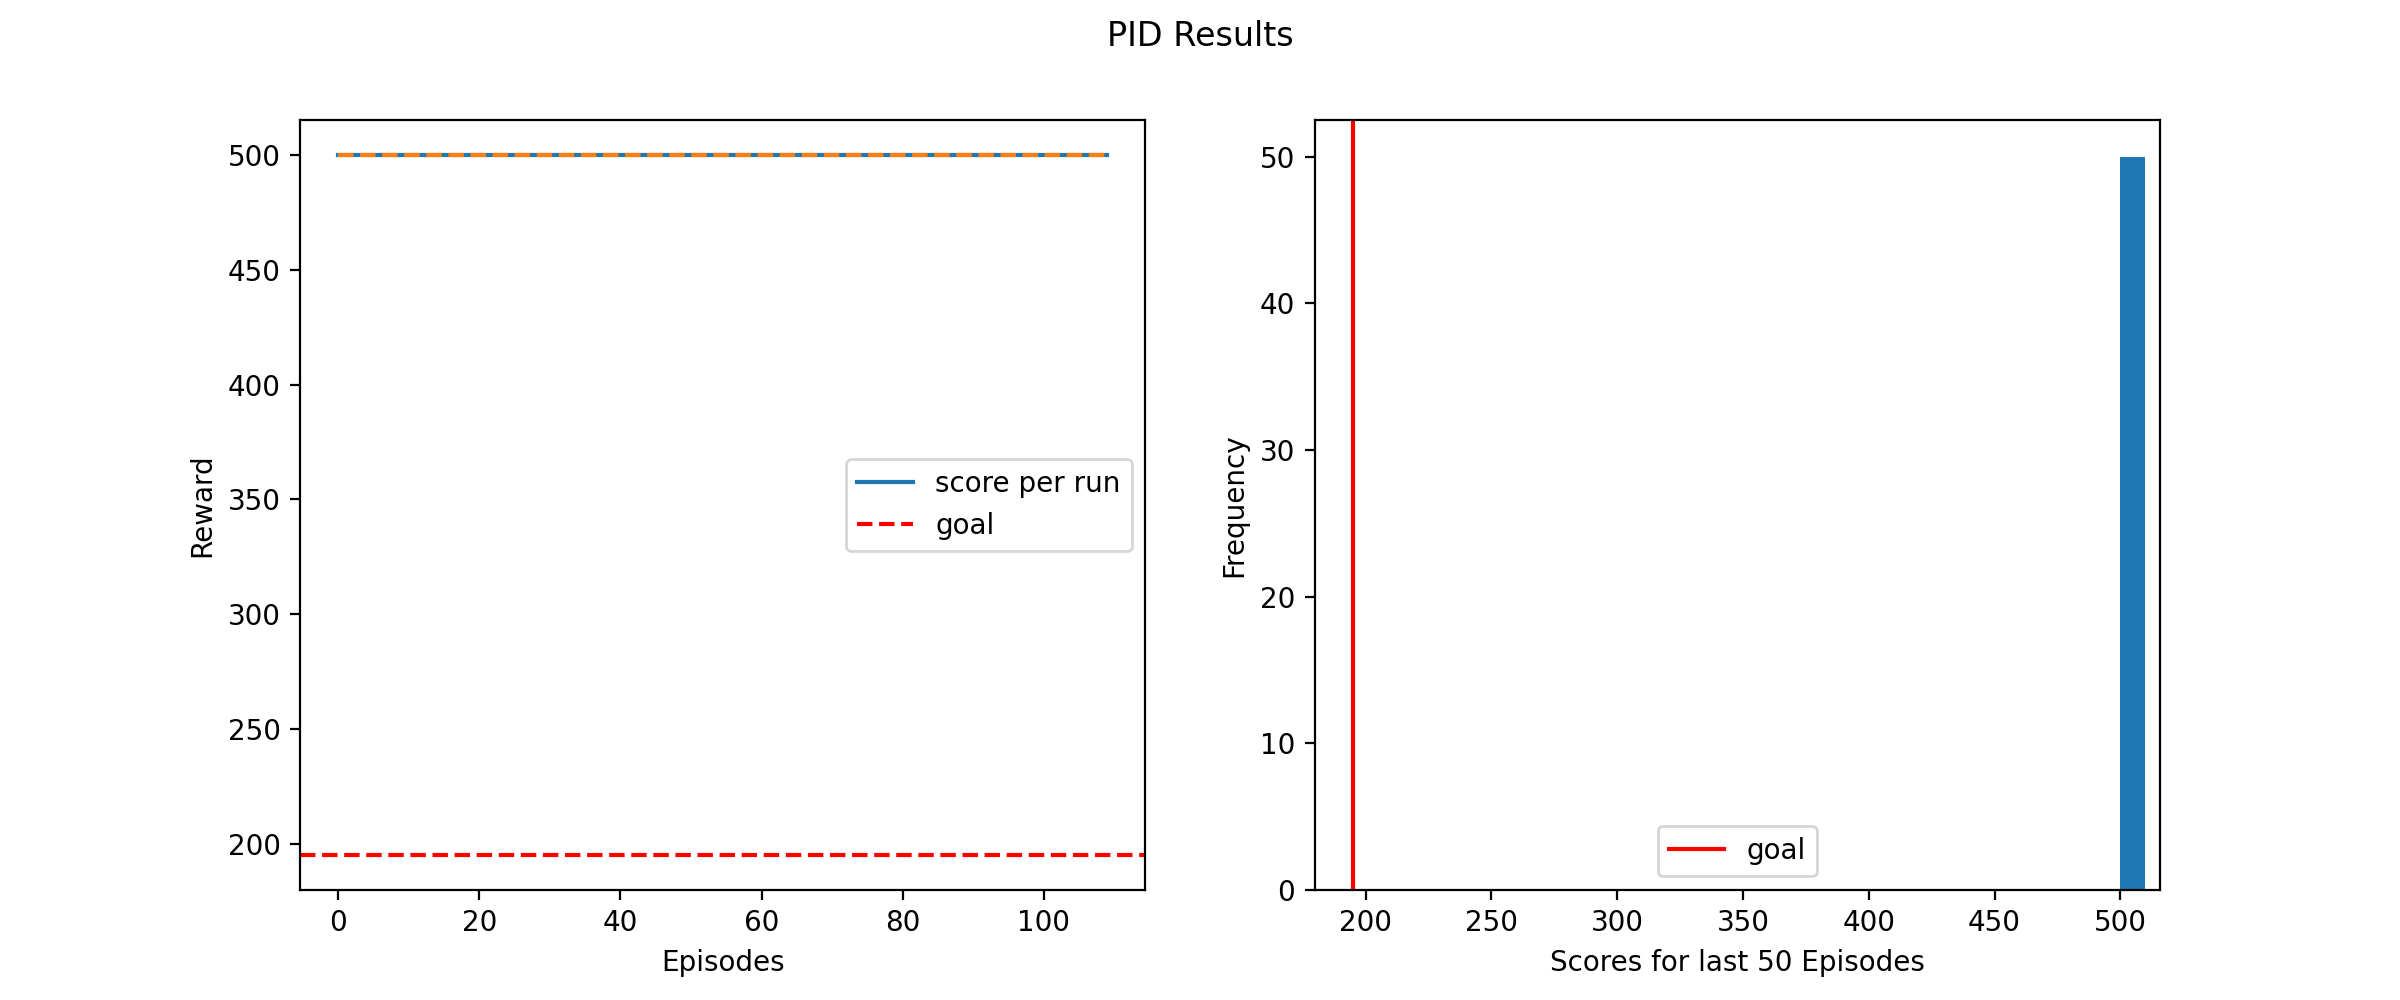 PID Results
500
450
400
350
300
250
200
Reward
score per run
goal
0 20 40 60 80 100
Episodes
50
40
30
20
10
0
Frequency
goal
200 250 300 350 400 450 500
Scores for last 50 Episodes